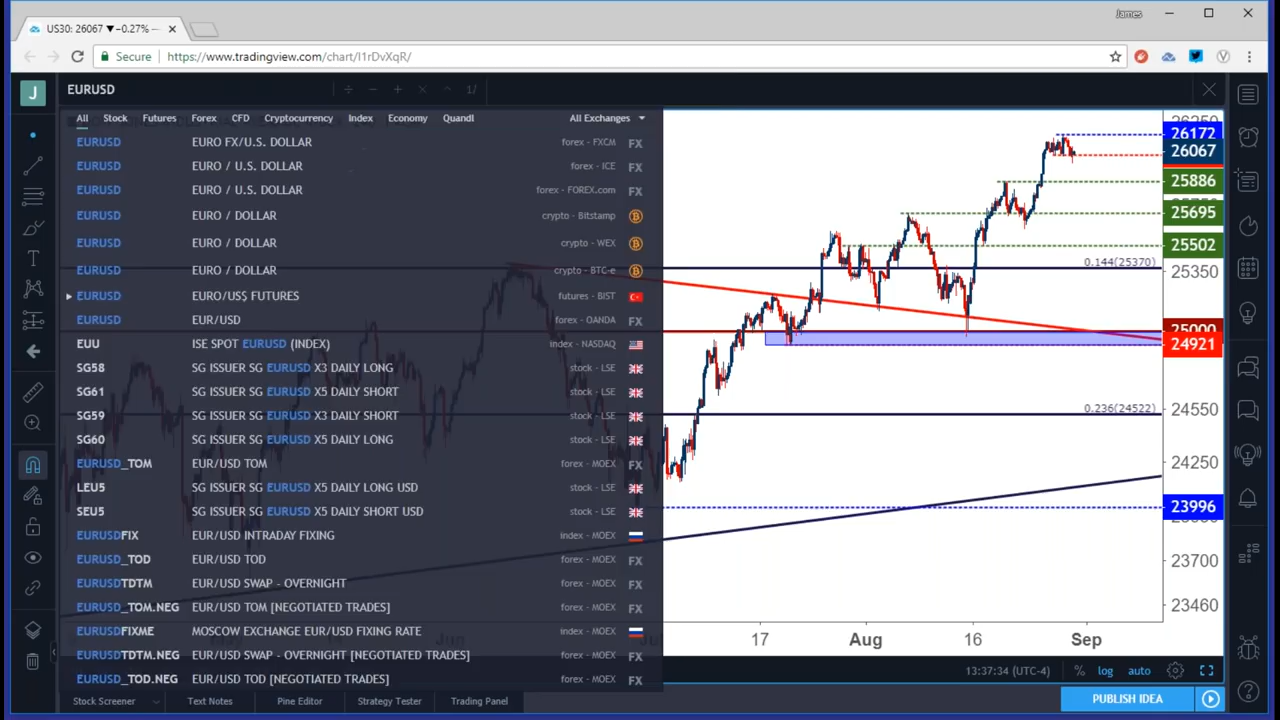 James
US30: 26067 ▼−0.27% —
Secure https://www.tradingview.com/chart/I1rDvXqR/
J
EURUSD
÷ − + × ^ 1/
All Stock Futures Forex CFD Cryptocurrency Index Economy Quandl All Exchanges
EURUSD EURO FX/U.S. DOLLAR forex - FXCM FX
EURUSD EURO / U.S. DOLLAR forex - ICE FX
EURUSD EURO / U.S. DOLLAR forex - FOREX.com FX
EURUSD EURO / DOLLAR crypto - Bitstamp
EURUSD EURO / DOLLAR crypto - WEX
EURUSD EURO / DOLLAR crypto - BTC-e
EURUSD EURO/US$ FUTURES futures - BIST
EURUSD EUR/USD forex - OANDA FX
EUU ISE SPOT EURUSD (INDEX) index - NASDAQ
SG58 SG ISSUER SG EURUSD X3 DAILY LONG stock - LSE
SG61 SG ISSUER SG EURUSD X5 DAILY SHORT stock - LSE
SG59 SG ISSUER SG EURUSD X3 DAILY SHORT stock - LSE
SG60 SG ISSUER SG EURUSD X5 DAILY LONG stock - LSE
EURUSD_TOM EUR/USD TOM forex - MOEX FX
LEU5 SG ISSUER SG EURUSD X5 DAILY LONG USD stock - LSE
SEU5 SG ISSUER SG EURUSD X5 DAILY SHORT USD stock - LSE
EURUSDFIX EUR/USD INTRADAY FIXING index - MOEX
EURUSD_TOD EUR/USD TOD forex - MOEX FX
EURUSDTDTM EUR/USD SWAP - OVERNIGHT forex - MOEX FX
EURUSD_TOM.NEG EUR/USD TOM [NEGOTIATED TRADES] forex - MOEX FX
EURUSDFIXME MOSCOW EXCHANGE EUR/USD FIXING RATE index - MOEX
EURUSDTDTM.NEG EUR/USD SWAP - OVERNIGHT [NEGOTIATED TRADES] forex - MOEX FX
EURUSD_TOD.NEG EUR/USD TOD [NEGOTIATED TRADES] forex - MOEX FX
26172
26067
25886
25695
25502
0.144(25370)
25350
25000
24921
0.236(24522)
24550
24250
23996
23700
23460
Jun 17 Aug 16 Sep
13:37:34 (UTC-4) % log auto
Stock Screener Text Notes Pine Editor Strategy Tester Trading Panel PUBLISH IDEA